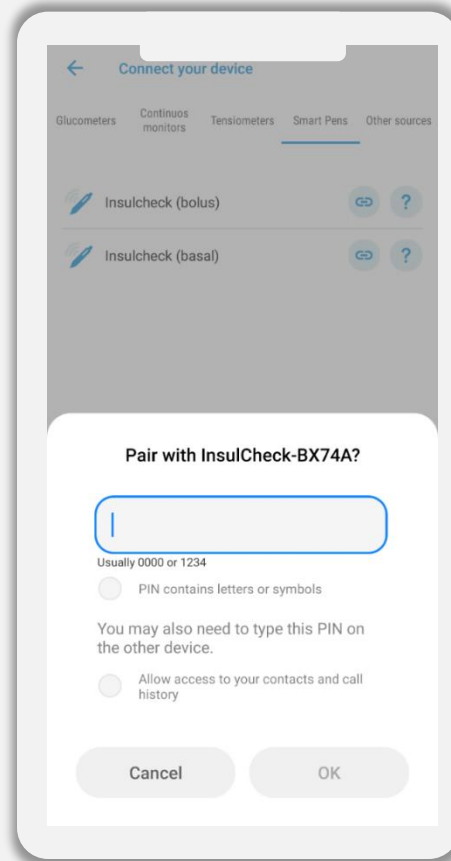 Connect your device
Glucometers
Continuos
monitors
Tensiometers
Smart Pens
Other sources
Insulcheck (bolus)
?
Insulcheck (basal)
?
Pair with InsulCheck-BX74A?
Usually 0000 or 1234
PIN contains letters or symbols
You may also need to type this PIN on
the other device.
Allow access to your contacts and call
history
Cancel
OK